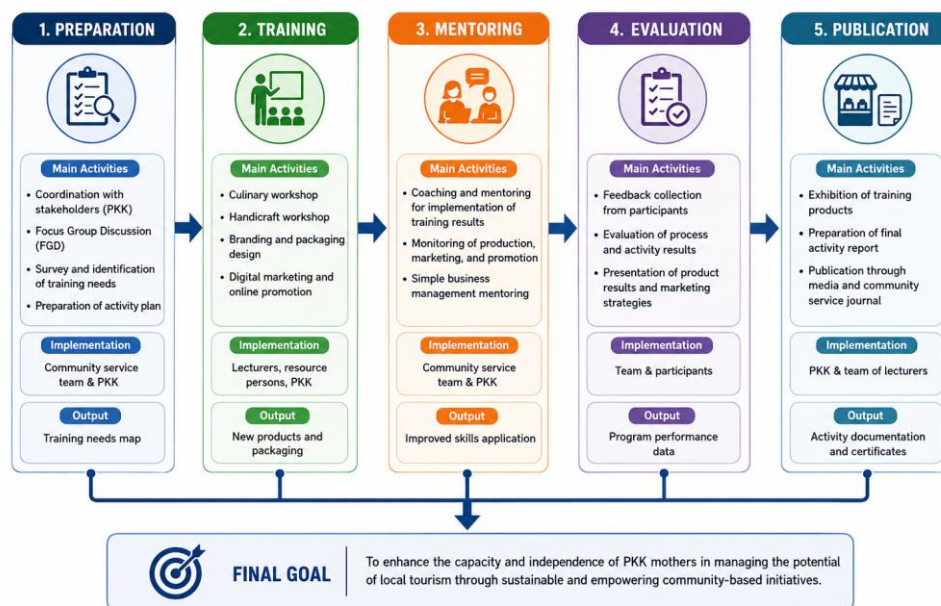 1. PREPARATION
Main Activities
• Coordination with
stakeholders (PKK)
• Focus Group Discussion
(FGD)
• Survey and identification
of training needs
• Preparation of activity plan
Implementation
Community service
team & PKK
Output
Training needs map
2. TRAINING
Main Activities
• Culinary workshop
• Handicraft workshop
• Branding and packaging
design
• Digital marketing and
online promotion
Implementation
Lecturers, resource
persons, PKK
Output
New products and
packaging
3. MENTORING
Main Activities
• Coaching and mentoring
for implementation of
training results
• Monitoring of production,
marketing, and promotion
• Simple business
management mentoring
Implementation
Community service
team & PKK
Output
Improved skills application
4. EVALUATION
Main Activities
• Feedback collection
from participants
• Evaluation of process
and activity results
• Presentation of product
results and marketing
strategies
Implementation
Team & participants
Output
Program performance
data
5. PUBLICATION
Main Activities
• Exhibition of training
products
• Preparation of final
activity report
• Publication through
media and community
service journal
Implementation
PKK & team of lecturers
Output
Activity documentation
and certificates
FINAL GOAL
To enhance the capacity and independence of PKK mothers in managing the potential
of local tourism through sustainable and empowering community-based initiatives.